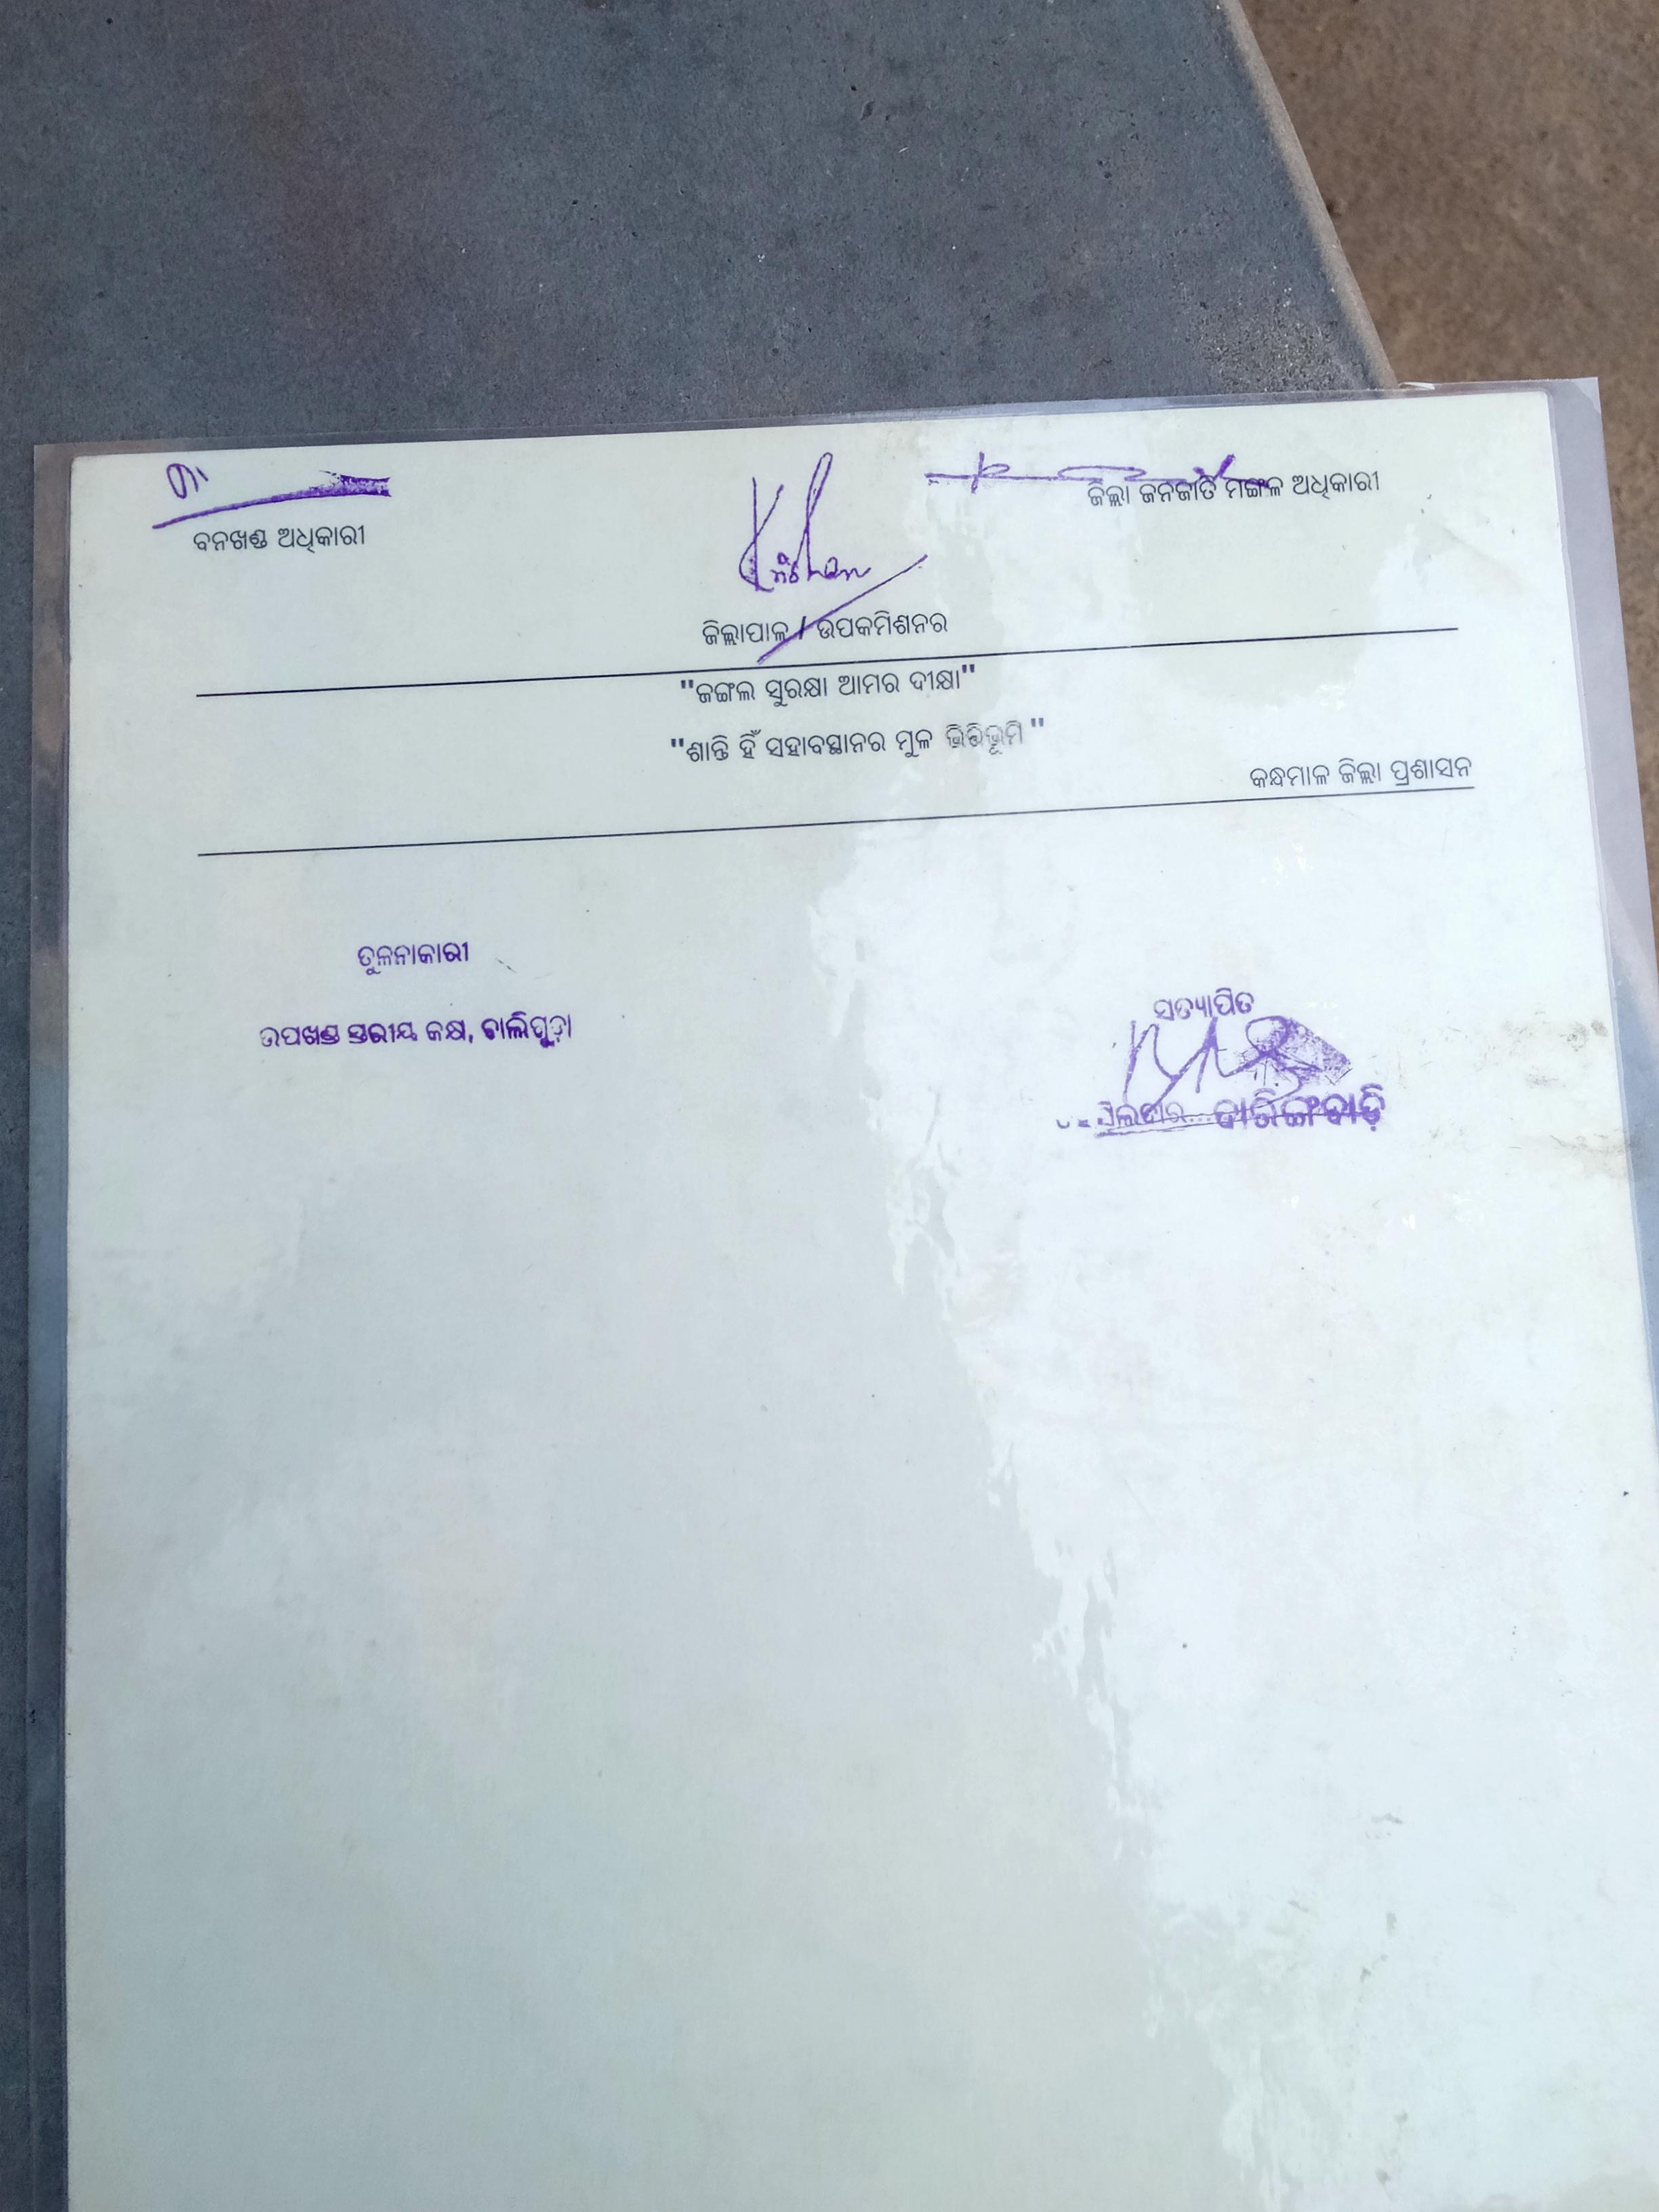 ବନଖଣ୍ଡ ଅଧିକାରୀ
ଜିଲ୍ଲା ଜନଜାତି ମଙ୍ଗଳ ଅଧିକାରୀ
ଜିଲ୍ଲାପାଳ / ଉପକମିଶନର
"ଜଙ୍ଗଲ ସୁରକ୍ଷା ଆମର ଦୀକ୍ଷା"
"ଶାନ୍ତି ହିଁ ସହାବସ୍ଥାନର ମୁଳ ଭିତିଭୂମି"
କନ୍ଧମାଳ ଜିଲ୍ଲା ପ୍ରଶାସନ
ତୁଳନାକାରୀ
ଉପଖଣ୍ଡ ସ୍ତରୀୟ କକ୍ଷ, ବାଲିଗୁଡ଼ା
ସତ୍ୟାପିତ
ଦାରିଙ୍ଗବାଡ଼ି